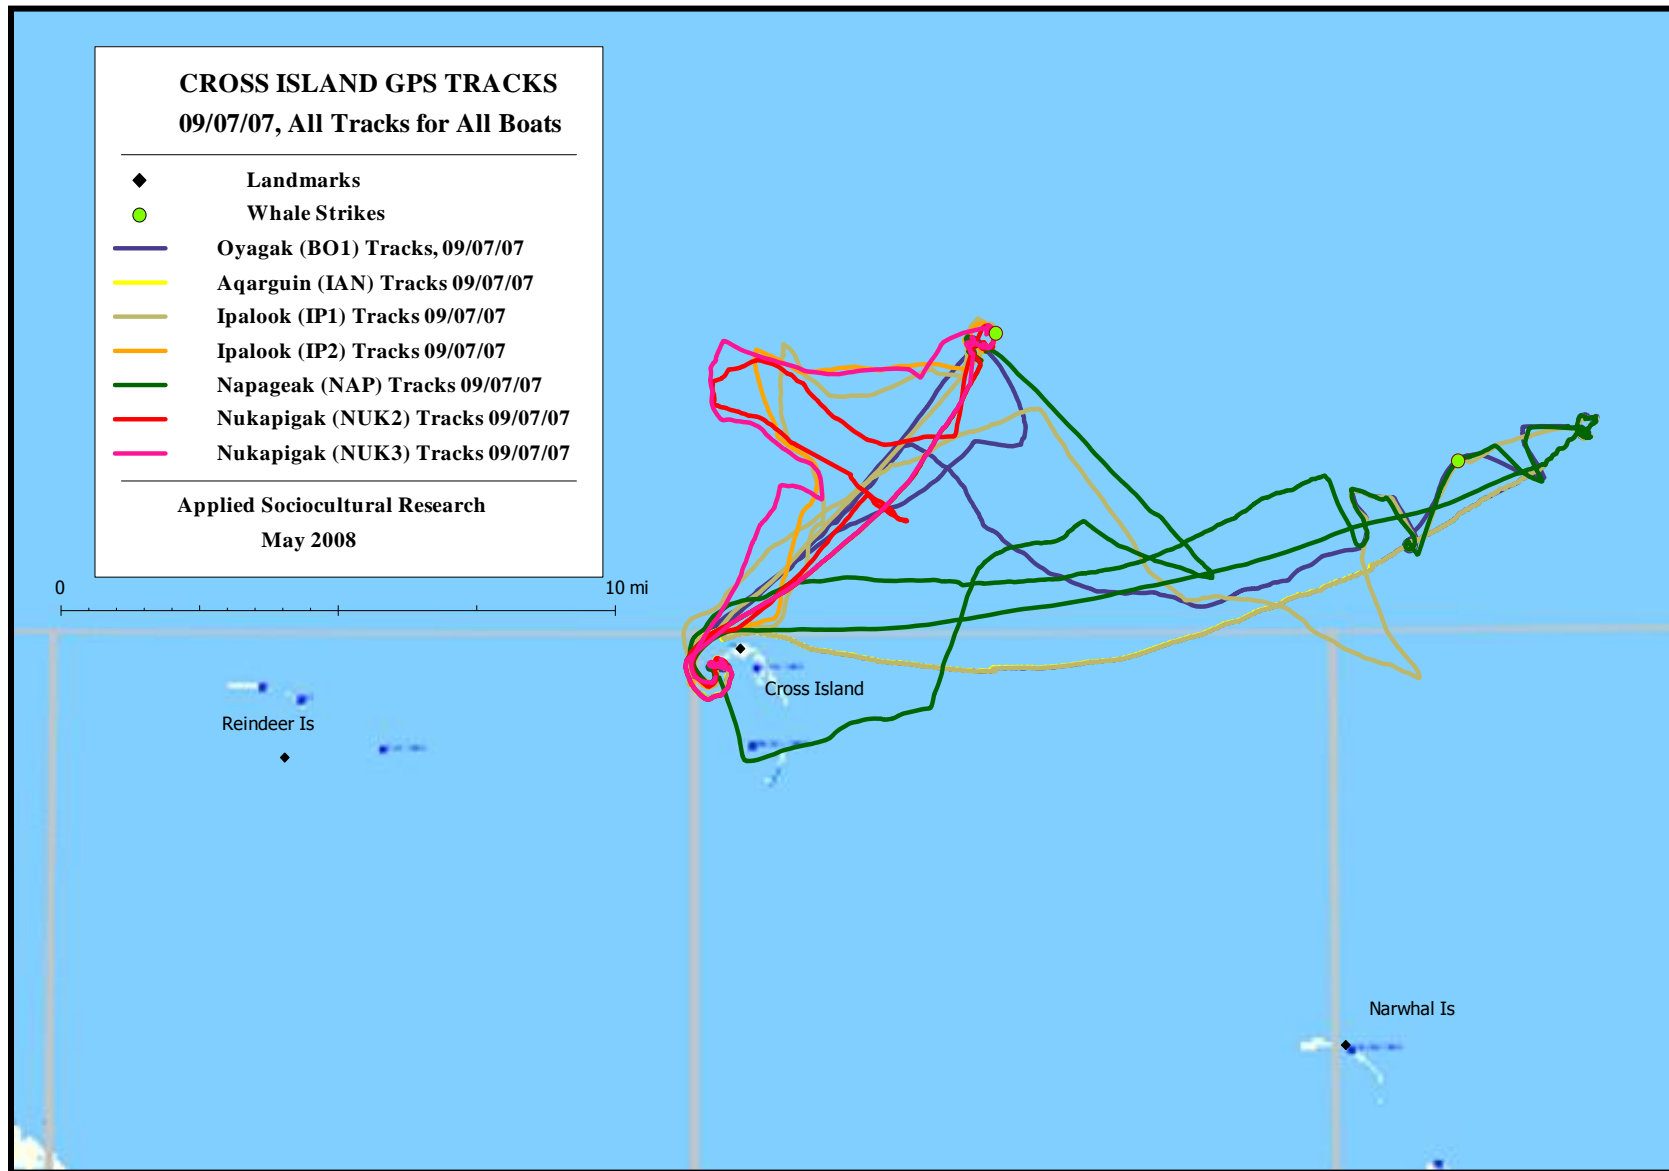 CROSS ISLAND GPS TRACKS
09/07/07, All Tracks for All Boats
Landmarks
Whale Strikes
Oyagak (BO1) Tracks, 09/07/07
Aqarguin (IAN) Tracks 09/07/07
Ipalook (IP1) Tracks 09/07/07
Ipalook (IP2) Tracks 09/07/07
Napageak (NAP) Tracks 09/07/07
Nukapigak (NUK2) Tracks 09/07/07
Nukapigak (NUK3) Tracks 09/07/07
Applied Sociocultural Research
May 2008
0 10 mi
Cross Island
Reindeer Is
Narwhal Is